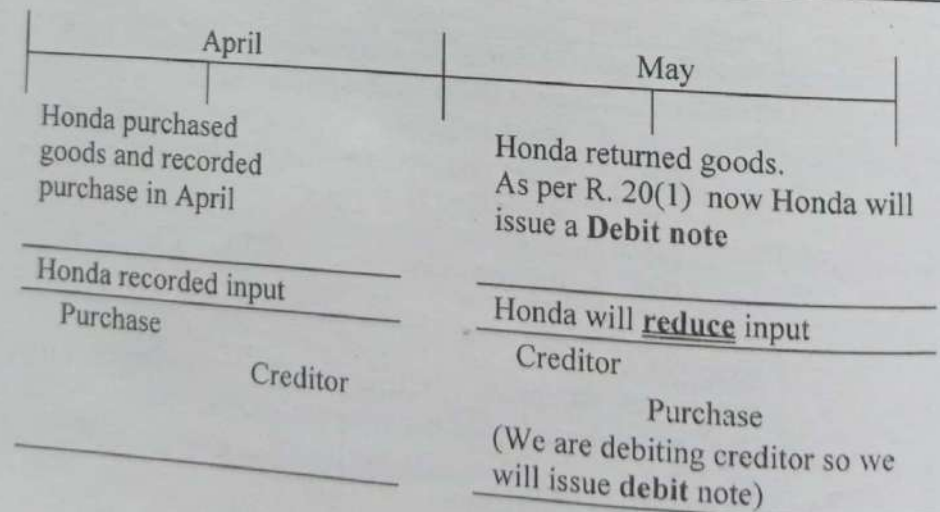 April
May
Honda purchased
goods and recorded
purchase in April
Honda returned goods.
As per R. 20(1) now Honda will
issue a Debit note
Honda recorded input
Purchase
Creditor
Honda will reduce input
Creditor
Purchase
(We are debiting creditor so we
will issue debit note)